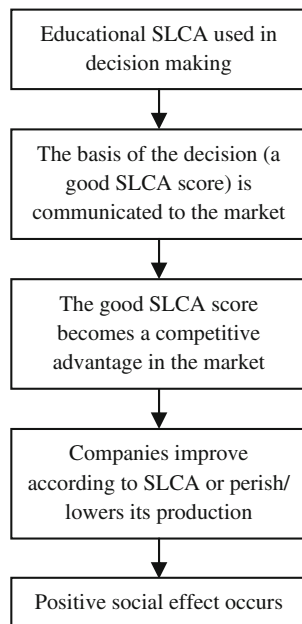 Educational SLCA used in
decision making
The basis of the decision (a
good SLCA score) is
communicated to the market
The good SLCA score
becomes a competitive
advantage in the market
Companies improve
according to SLCA or perish/
lowers its production
Positive social effect occurs